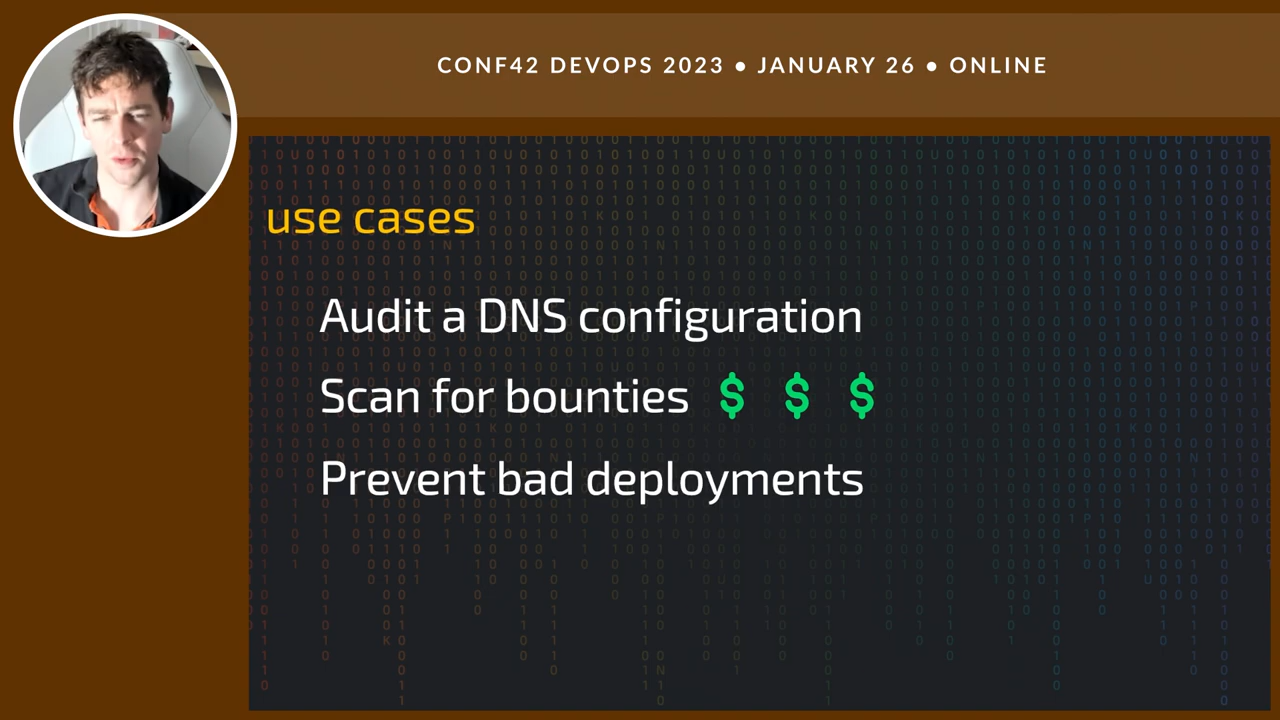 CONF42 DEVOPS 2023 ● JANUARY 26 ● ONLINE
use cases
Audit a DNS configuration
Scan for bounties $ $ $
Prevent bad deployments